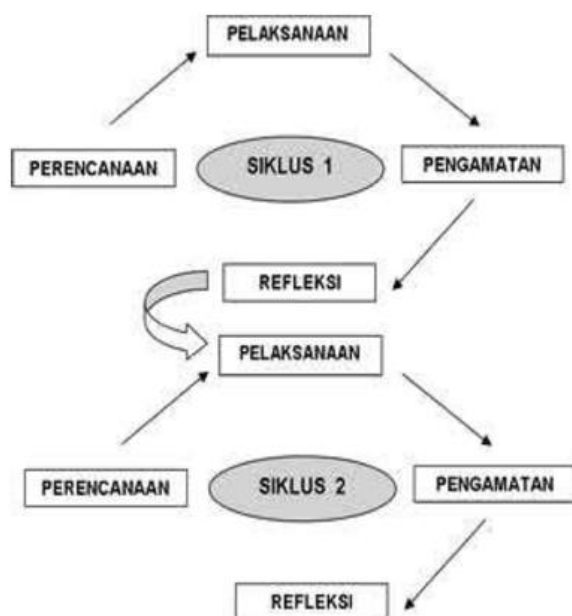 PELAKSANAAN
PERENCANAAN
SIKLUS 1
PENGAMATAN
REFLEKSI
PELAKSANAAN
PERENCANAAN
SIKLUS 2
PENGAMATAN
REFLEKSI